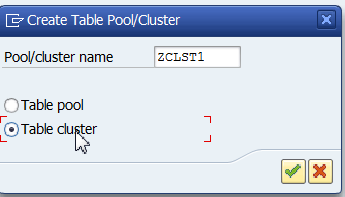 Create Table Pool/Cluster
Pool/cluster name ZCLST1
Table pool
Table cluster